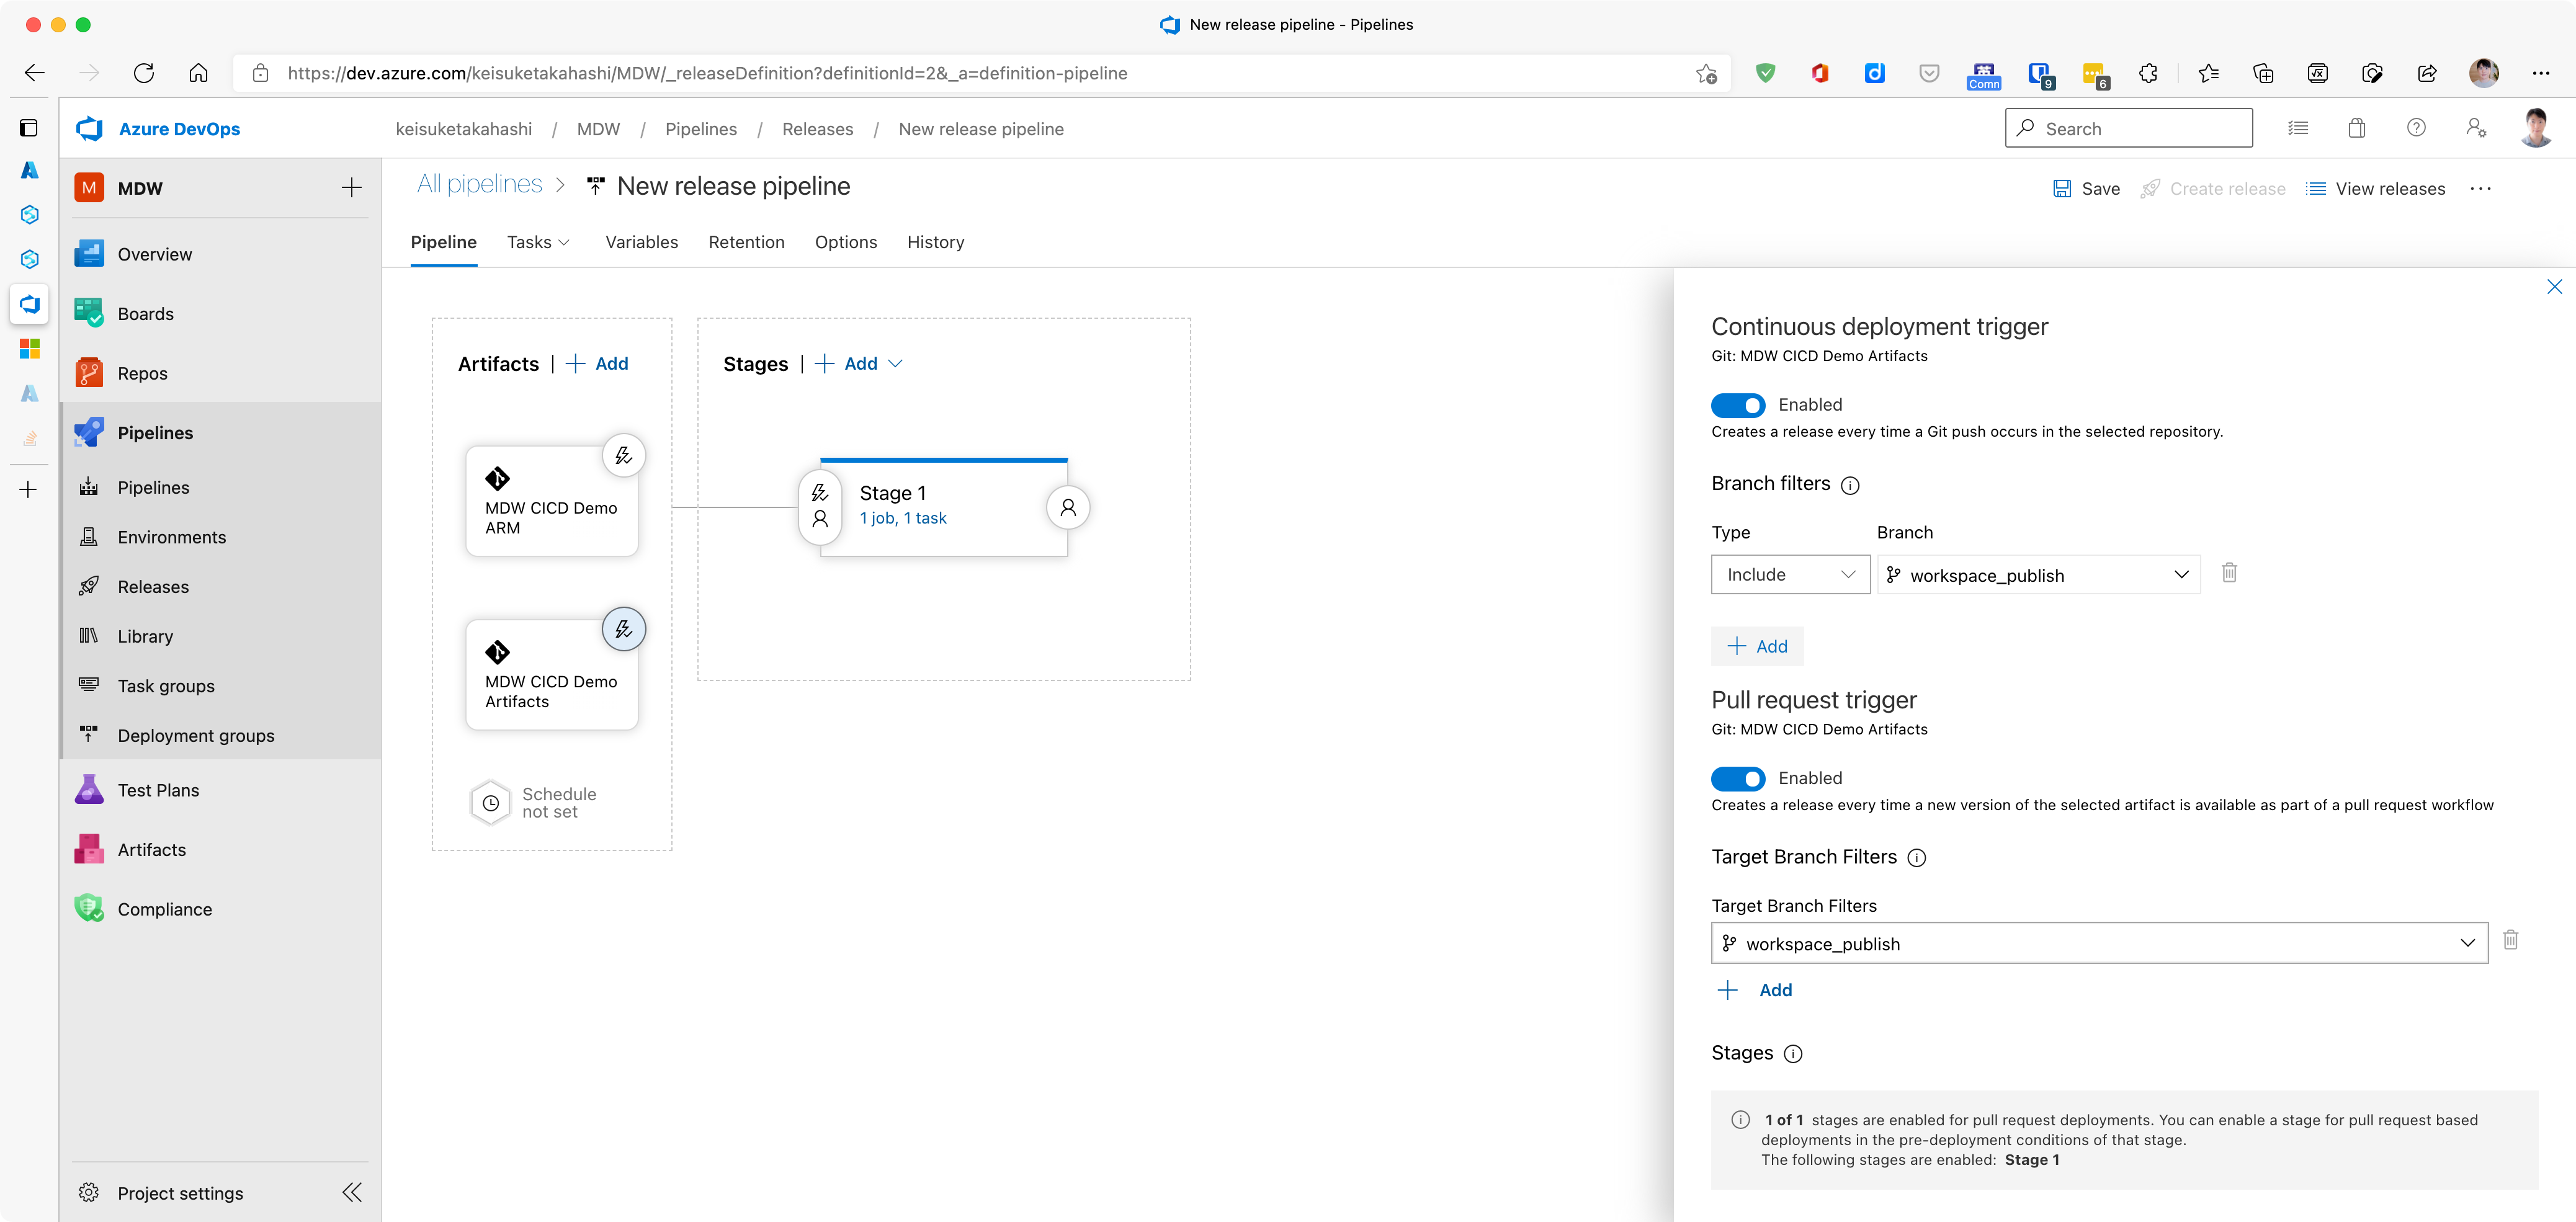 New release pipeline - Pipelines
https://dev.azure.com/keisuketakahashi/MDW/_releaseDefinition?definitionId=2&_a=definition-pipeline
Comn
9
6
Azure DevOps
keisuketakahashi / MDW / Pipelines / Releases / New release pipeline
Search
M MDW
All pipelines > New release pipeline
Save
Create release
View releases
Pipeline
Tasks
Variables
Retention
Options
History
Overview
Boards
Repos
Pipelines
Pipelines
Environments
Releases
Library
Task groups
Deployment groups
Test Plans
Artifacts
Compliance
Project settings
Artifacts | + Add
MDW CICD Demo
ARM
MDW CICD Demo
Artifacts
Schedule
not set
Stages | + Add
Stage 1
1 job, 1 task
Continuous deployment trigger
Git: MDW CICD Demo Artifacts
Enabled
Creates a release every time a Git push occurs in the selected repository.
Branch filters
Type Branch
Include workspace_publish
+ Add
Pull request trigger
Git: MDW CICD Demo Artifacts
Enabled
Creates a release every time a new version of the selected artifact is available as part of a pull request workflow
Target Branch Filters
Target Branch Filters
workspace_publish
+ Add
Stages
1 of 1 stages are enabled for pull request deployments. You can enable a stage for pull request based
deployments in the pre-deployment conditions of that stage.
The following stages are enabled: Stage 1